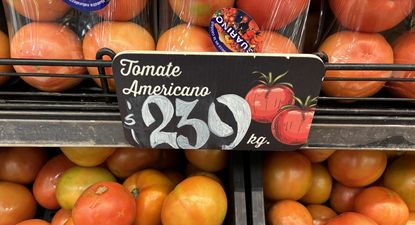 Tomate
Americano
's/ 239 kg.